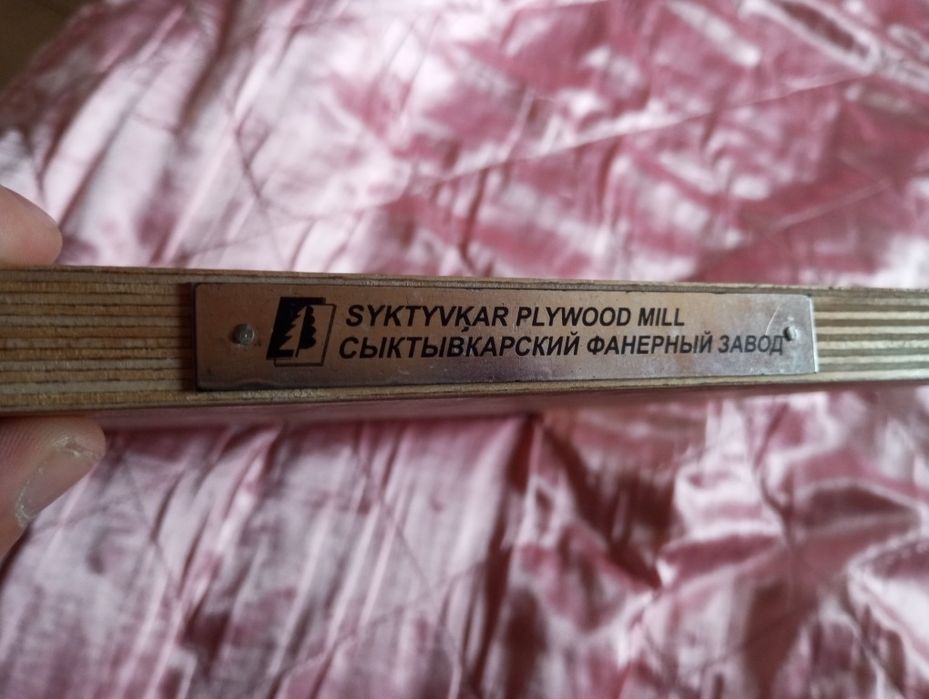 SYKTYVKAR PLYWOOD MILL
СЫКТЫВКАРСКИЙ ФАНЕРНЫЙ ЗАВОД